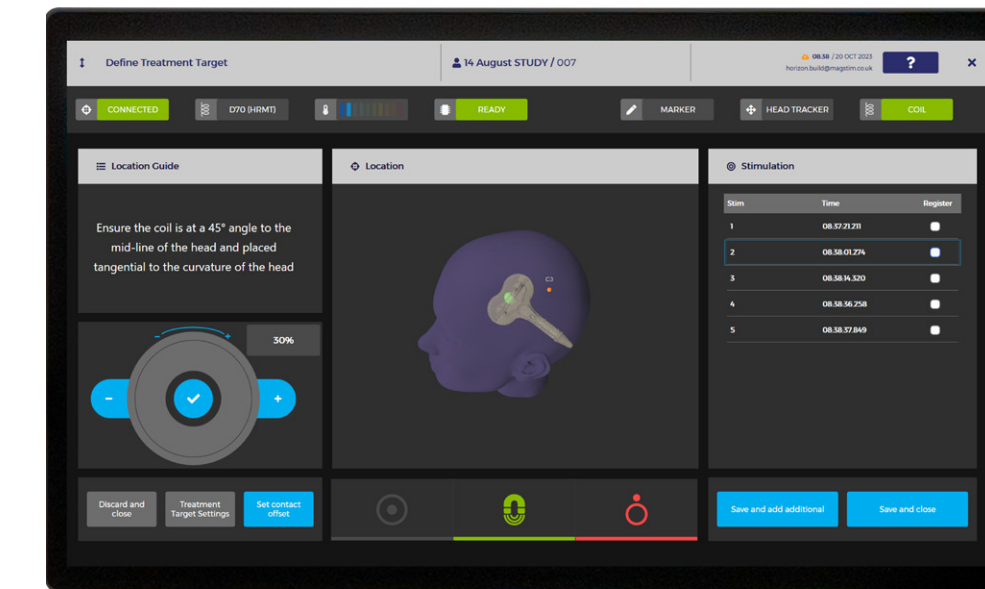 Define Treatment Target
14 August STUDY / 007
08:38 / 20 OCT 2023
horizon.build@magstim.co.uk
?
×
CONNECTED
D70 (HRMT)
READY
MARKER
HEAD TRACKER
COIL
Location Guide
Location
Stimulation
Ensure the coil is at a 45° angle to the
mid-line of the head and placed
tangential to the curvature of the head
Stim Time Register
1 08:37:21.211
2 08:38:01.274
3 08:38:14.320
4 08:38:36.258
5 08:38:37.849
C3
- +
30%
- +
Discard and
close
Treatment
Target Settings
Set contact
offset
Save and add additional
Save and close